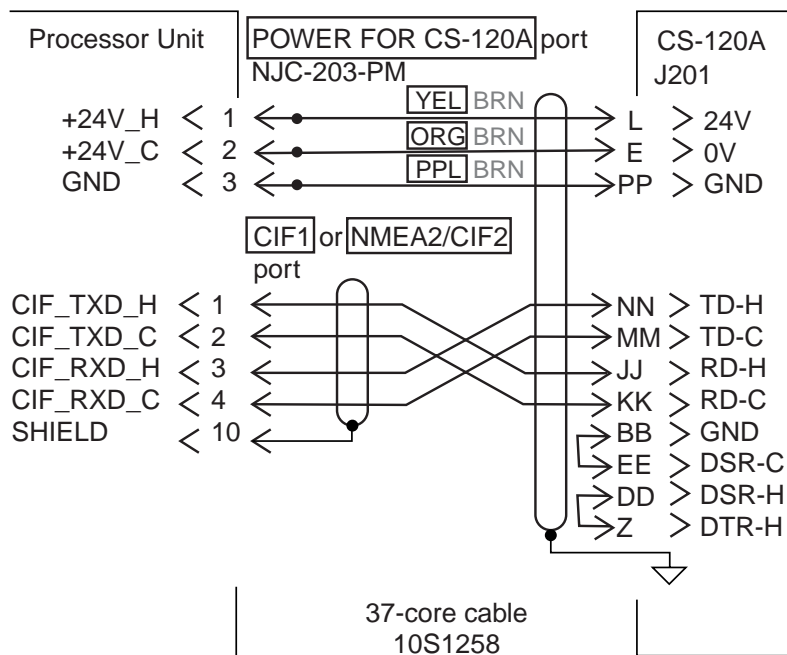 Processor Unit
POWER FOR CS-120A port
NJC-203-PM
CS-120A
J201
YEL BRN
+24V_H 1 L 24V
ORG BRN
+24V_C 2 E 0V
PPL BRN
GND 3 PP GND
CIF1 or NMEA2/CIF2
port
CIF_TXD_H 1 NN TD-H
CIF_TXD_C 2 MM TD-C
CIF_RXD_H 3 JJ RD-H
CIF_RXD_C 4 KK RD-C
SHIELD 10 BB GND
EE DSR-C
DD DSR-H
Z DTR-H
37-core cable
10S1258